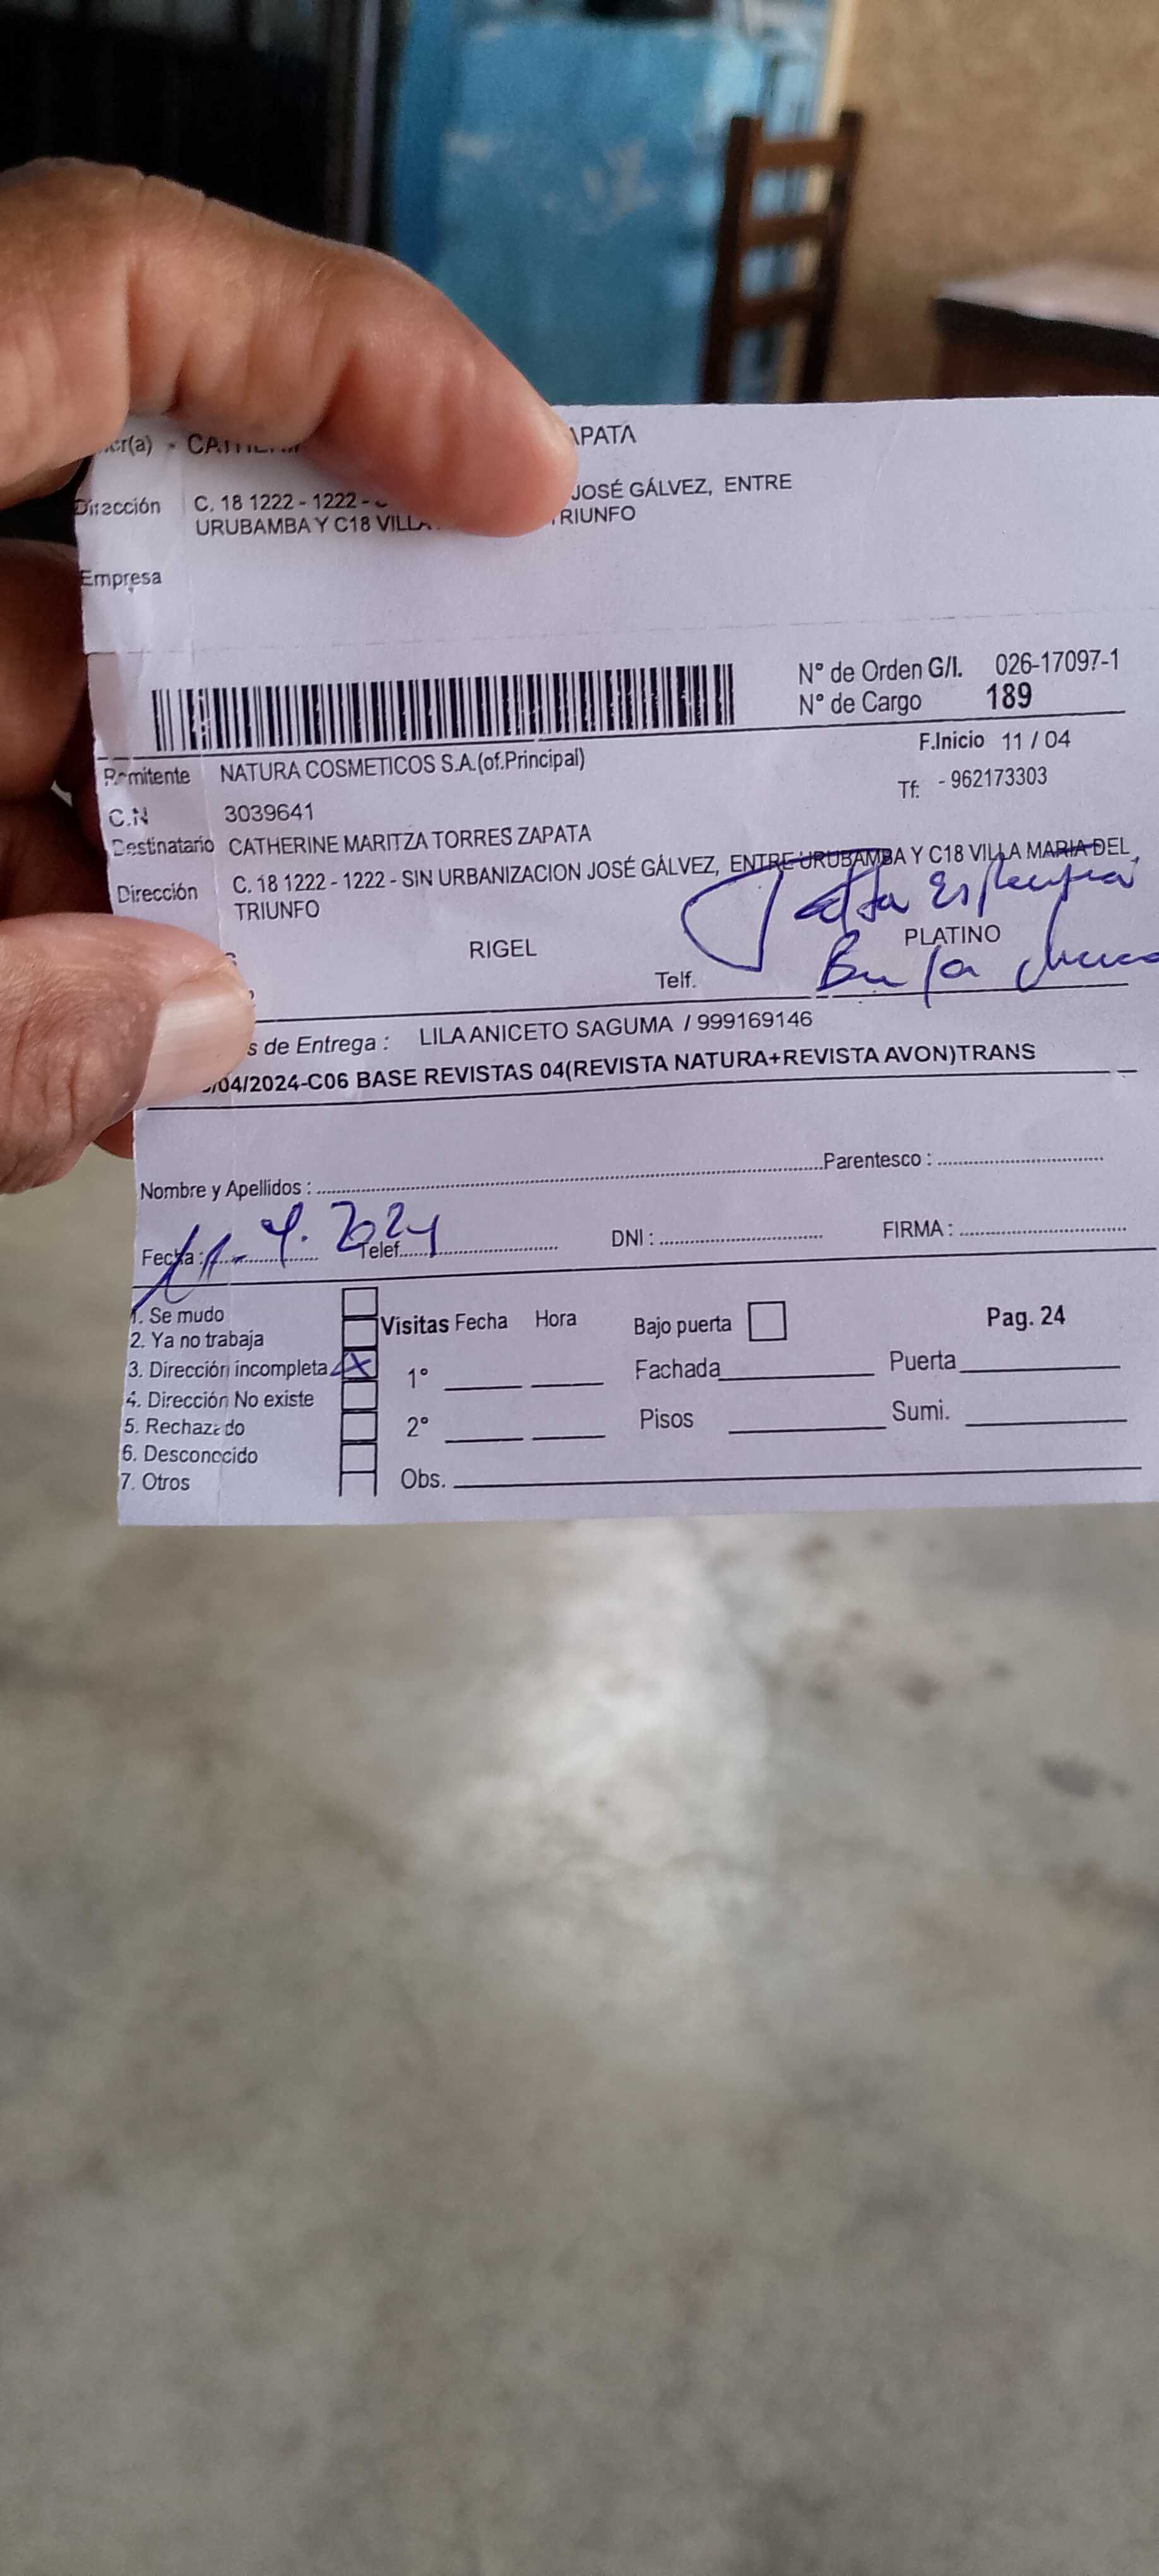 APATA
Dirección C. 18 1222 - 1222 - JOSÉ GÁLVEZ, ENTRE
URUBAMBA Y C18 TRIUNFO
Empresa
N° de Orden G/I. 026-17097-1
N° de Cargo 189
F.Inicio 11 / 04
Remitente NATURA COSMETICOS S.A.(of.Principal)
Tf: - 962173303
C.N 3039641
Destinatario CATHERINE MARITZA TORRES ZAPATA
Dirección C. 18 1222 - 1222 - SIN URBANIZACION JOSÉ GÁLVEZ, ENTRE URUBAMBA Y C18 VILLA MARIA DEL
TRIUNFO
Falta
RIGEL PLATINO
Telf.
s de Entrega : LILA ANICETO SAGUMA / 999169146
/04/2024-C06 BASE REVISTAS 04(REVISTA NATURA+REVISTA AVON)TRANS
Nombre y Apellidos : Parentesco :
Fecha : 11-4.2024 Telef. DNI : FIRMA :
1. Se mudo
2. Ya no trabaja
3. Dirección incompleta X
4. Dirección No existe
5. Rechazado
6. Desconocido
7. Otros
Visitas Fecha Hora Bajo puerta Pag. 24
1° Fachada Puerta
2° Pisos Sumi.
Obs.